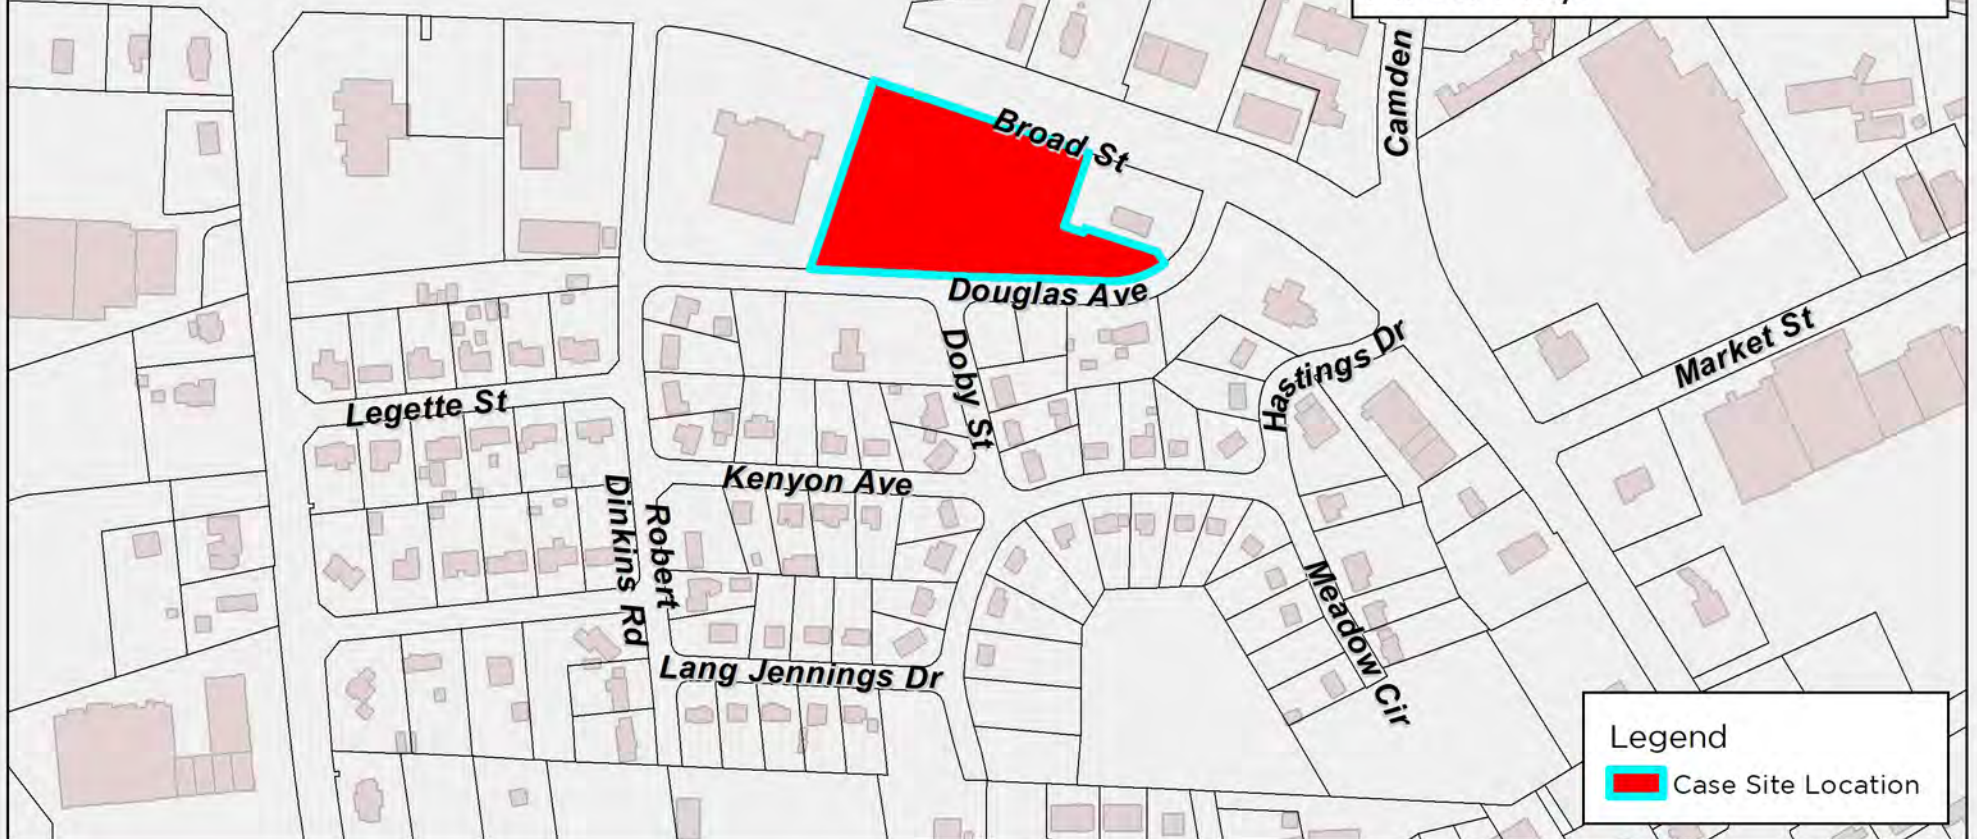 Camden
Broad St
Douglas Ave
Market St
Hastings Dr
Doby St
Legette St
Kenyon Ave
Dinkins Rd
Robert
Lang Jennings Dr
Meadow Cir
Legend
Case Site Location